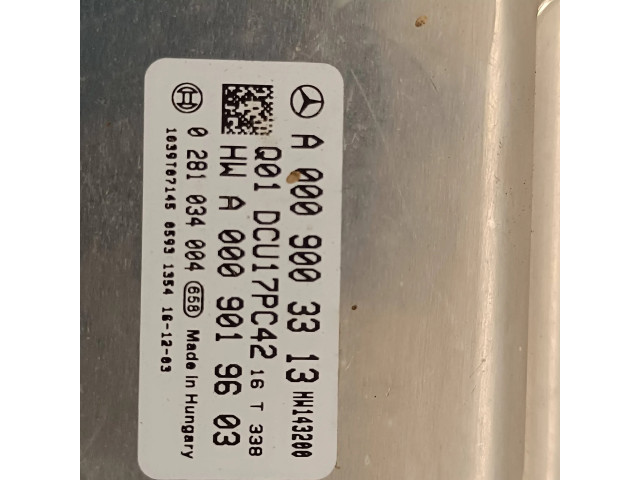 A 000 900 33 13 HW143200
Q01 DCU17PC42 16 T 338
HW A 000 901 96 03
0 281 034 004 658 Made in Hungary
1039T07145 0593 1354 16-12-03